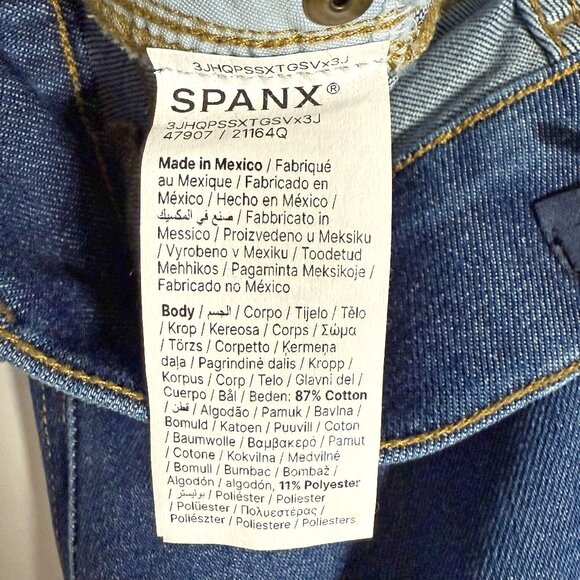 3JHQPSSXTGSVx3J
SPANX®
3JHQPSSXTGSVx3J
47907 / 21164Q
Made in Mexico / Fabriqué
au Mexique / Fabricado en
México / Hecho en México /
صنع في المكسيك / Fabbricato in
Messico / Proizvedeno u Meksiku
/ Vyrobeno v Mexiku / Toodetud
Mehhikos / Pagaminta Meksikoje /
Fabricado no México
Body / الجسم / Corpo / Tijelo / Tělo
/ Krop / Kereosa / Corps / Σώμα
/ Törzs / Corpetto / Ķermeņa
daļa / Pagrindinė dalis / Kropp /
Korpus / Corp / Telo / Glavni del /
Cuerpo / Bål / Beden: 87% Cotton
/ قطن / Algodão / Pamuk / Bavlna /
Bomuld / Katoen / Puuvill / Coton
/ Baumwolle / Βαμβακερό / Pamut
/ Cotone / Kokvilna / Medvilnė
/ Bomull / Bumbac / Bombaž /
Algodón / algodón, 11% Polyester
/ بوليستر / Poliéster / Poliester /
Polüester / Πολυεστέρας /
Poliészter / Poliestere / Poliesters